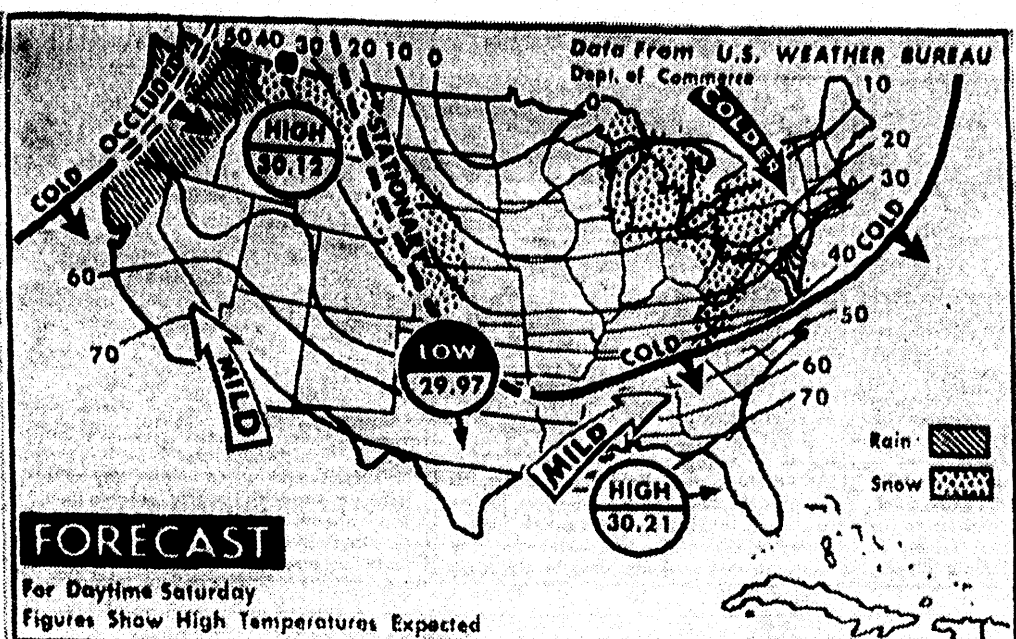 50 40 30 20 10 0
Data From U.S. WEATHER BUREAU
Dept. of Commerce
OCCLUDED
COLD
HIGH
30.12
STATIONARY
0
COLDER
10
20
30
40
COLD
50
60
70
60
70
MILD
LOW
29.97
COLD
MILD
HIGH
30.21
Rain
Snow
FORECAST
For Daytime Saturday
Figures Show High Temperatures Expected